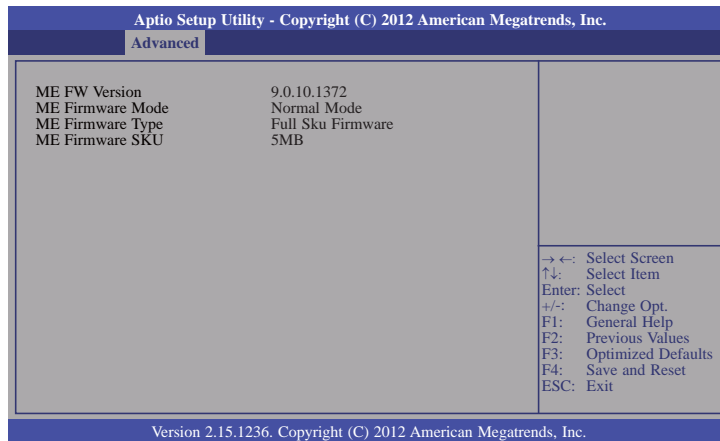 Aptio Setup Utility - Copyright (C) 2012 American Megatrends, Inc.
Advanced
ME FW Version 9.0.10.1372
ME Firmware Mode Normal Mode
ME Firmware Type Full Sku Firmware
ME Firmware SKU 5MB
→ ←: Select Screen
↑↓: Select Item
Enter: Select
+/-: Change Opt.
F1: General Help
F2: Previous Values
F3: Optimized Defaults
F4: Save and Reset
ESC: Exit
Version 2.15.1236. Copyright (C) 2012 American Megatrends, Inc.